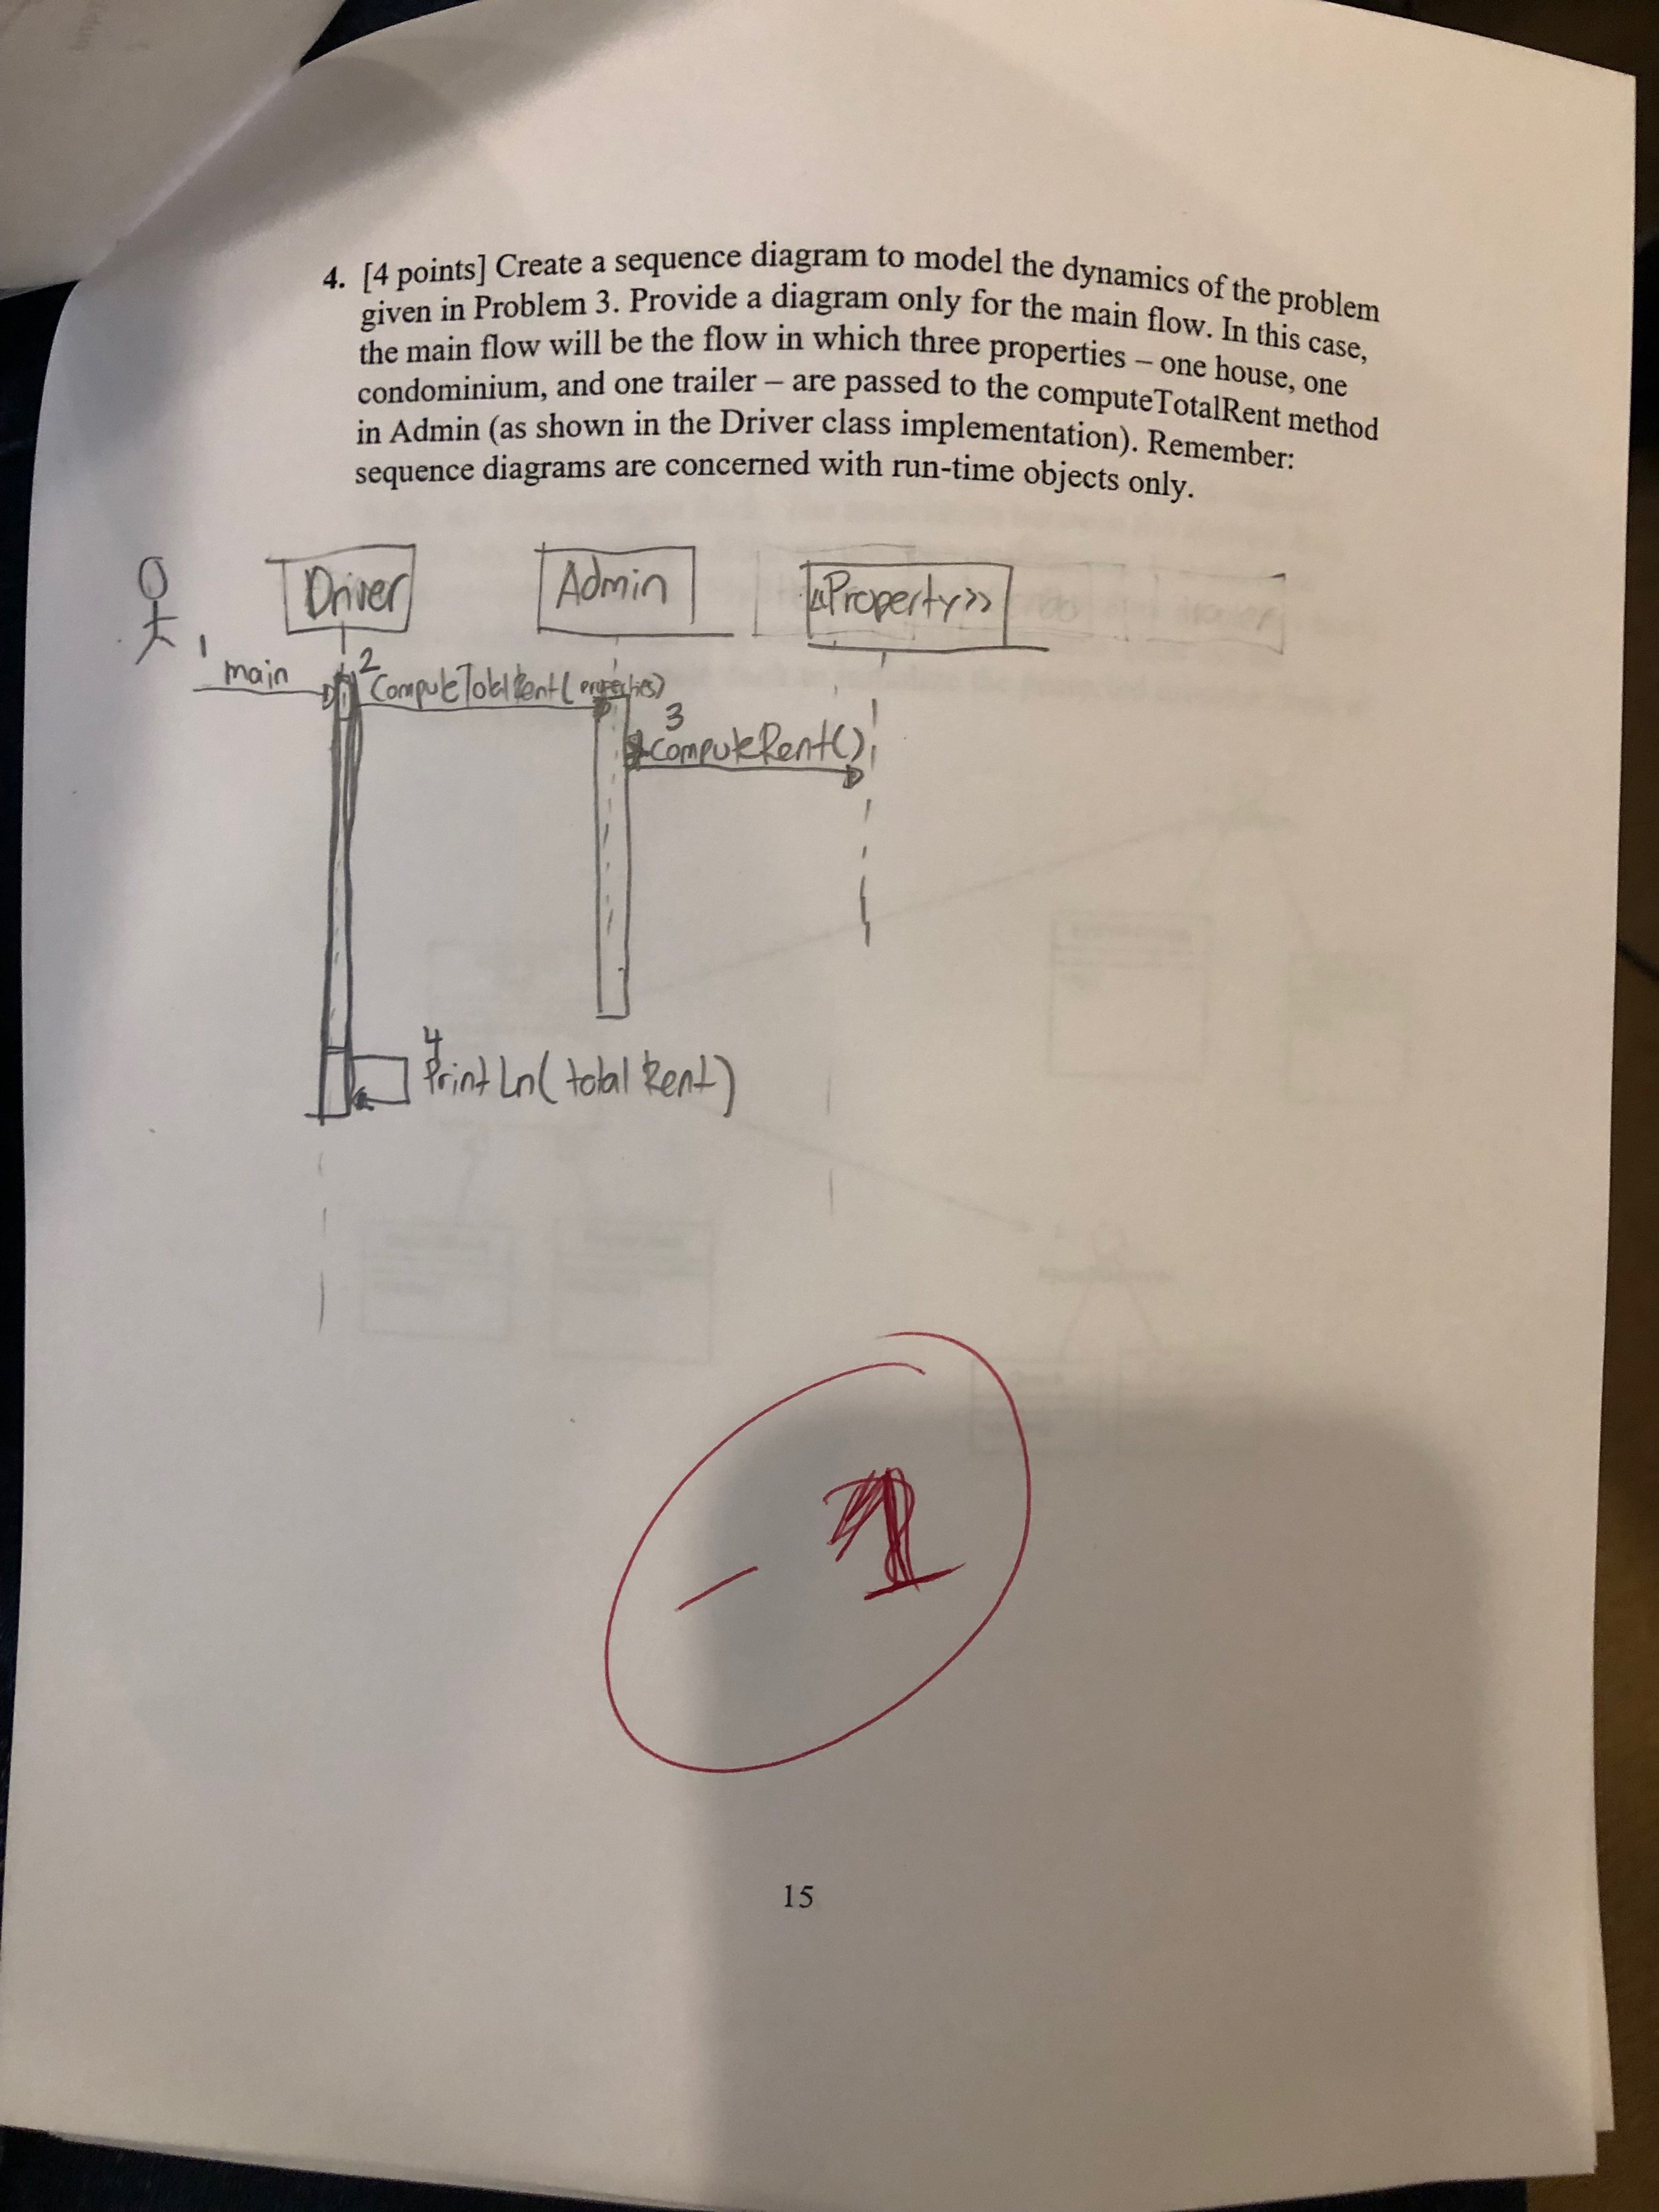 4. [4 points] Create a sequence diagram to model the dynamics of the problem
given in Problem 3. Provide a diagram only for the main flow. In this case,
the main flow will be the flow in which three properties – one house, one
condominium, and one trailer – are passed to the computeTotalRent method
in Admin (as shown in the Driver class implementation). Remember:
sequence diagrams are concerned with run-time objects only.
Driver
Admin
«Property»
1 main
2 ComputeTotalRent(properties)
3 *computeRent()
4 PrintLn(total Rent)
- 1
15